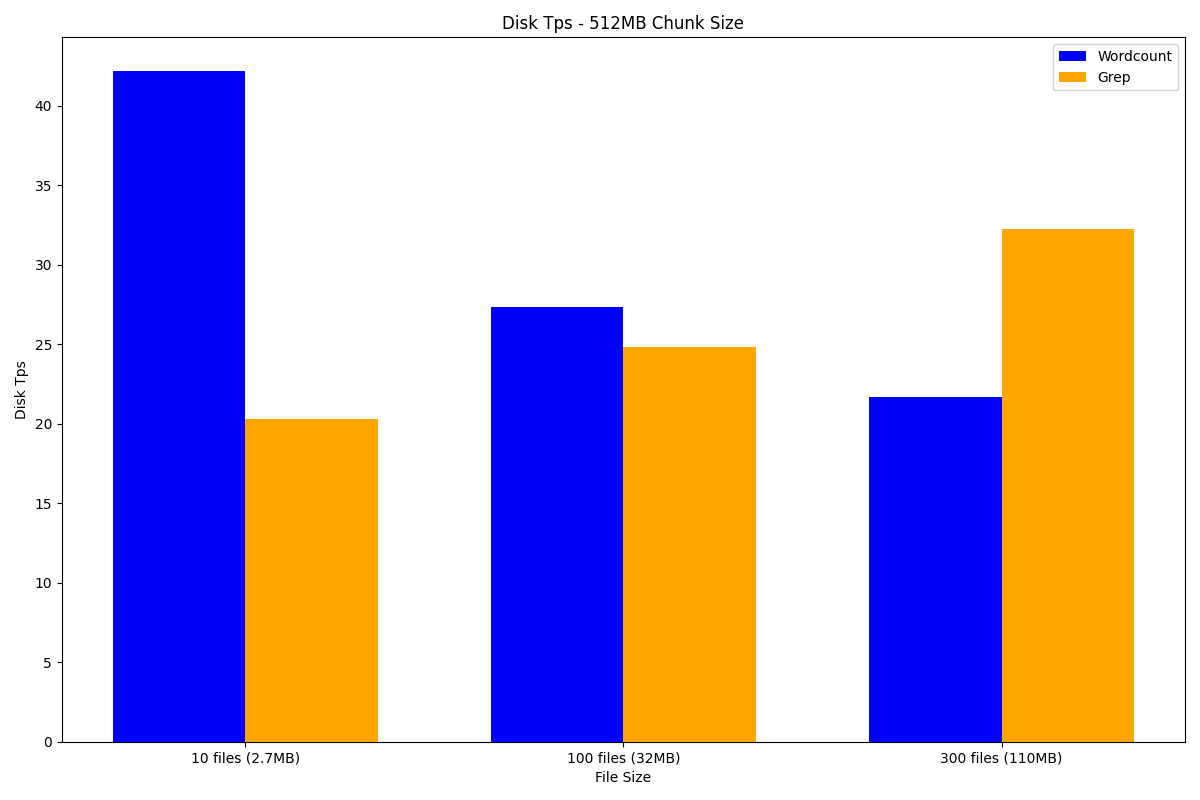 Disk Tps - 512MB Chunk Size
Wordcount
Grep
Disk Tps
40
35
30
25
20
15
10
5
0
10 files (2.7MB)
100 files (32MB)
300 files (110MB)
File Size